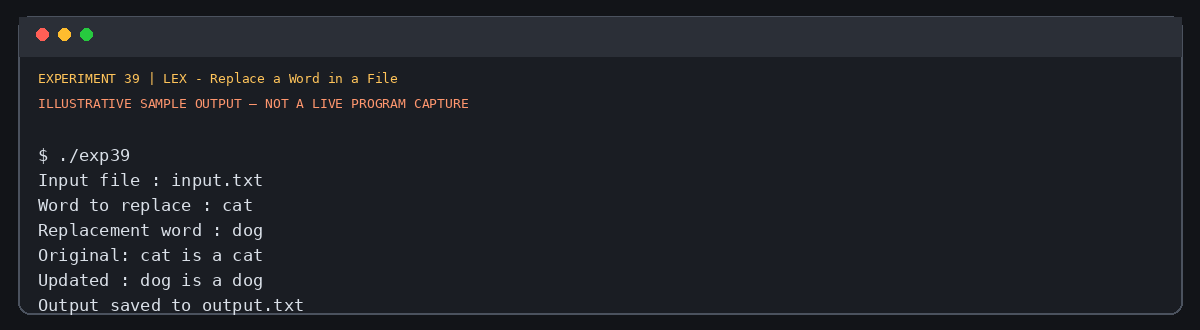 EXPERIMENT 39 | LEX - Replace a Word in a File
ILLUSTRATIVE SAMPLE OUTPUT — NOT A LIVE PROGRAM CAPTURE
$ ./exp39
Input file : input.txt
Word to replace : cat
Replacement word : dog
Original: cat is a cat
Updated : dog is a dog
Output saved to output.txt